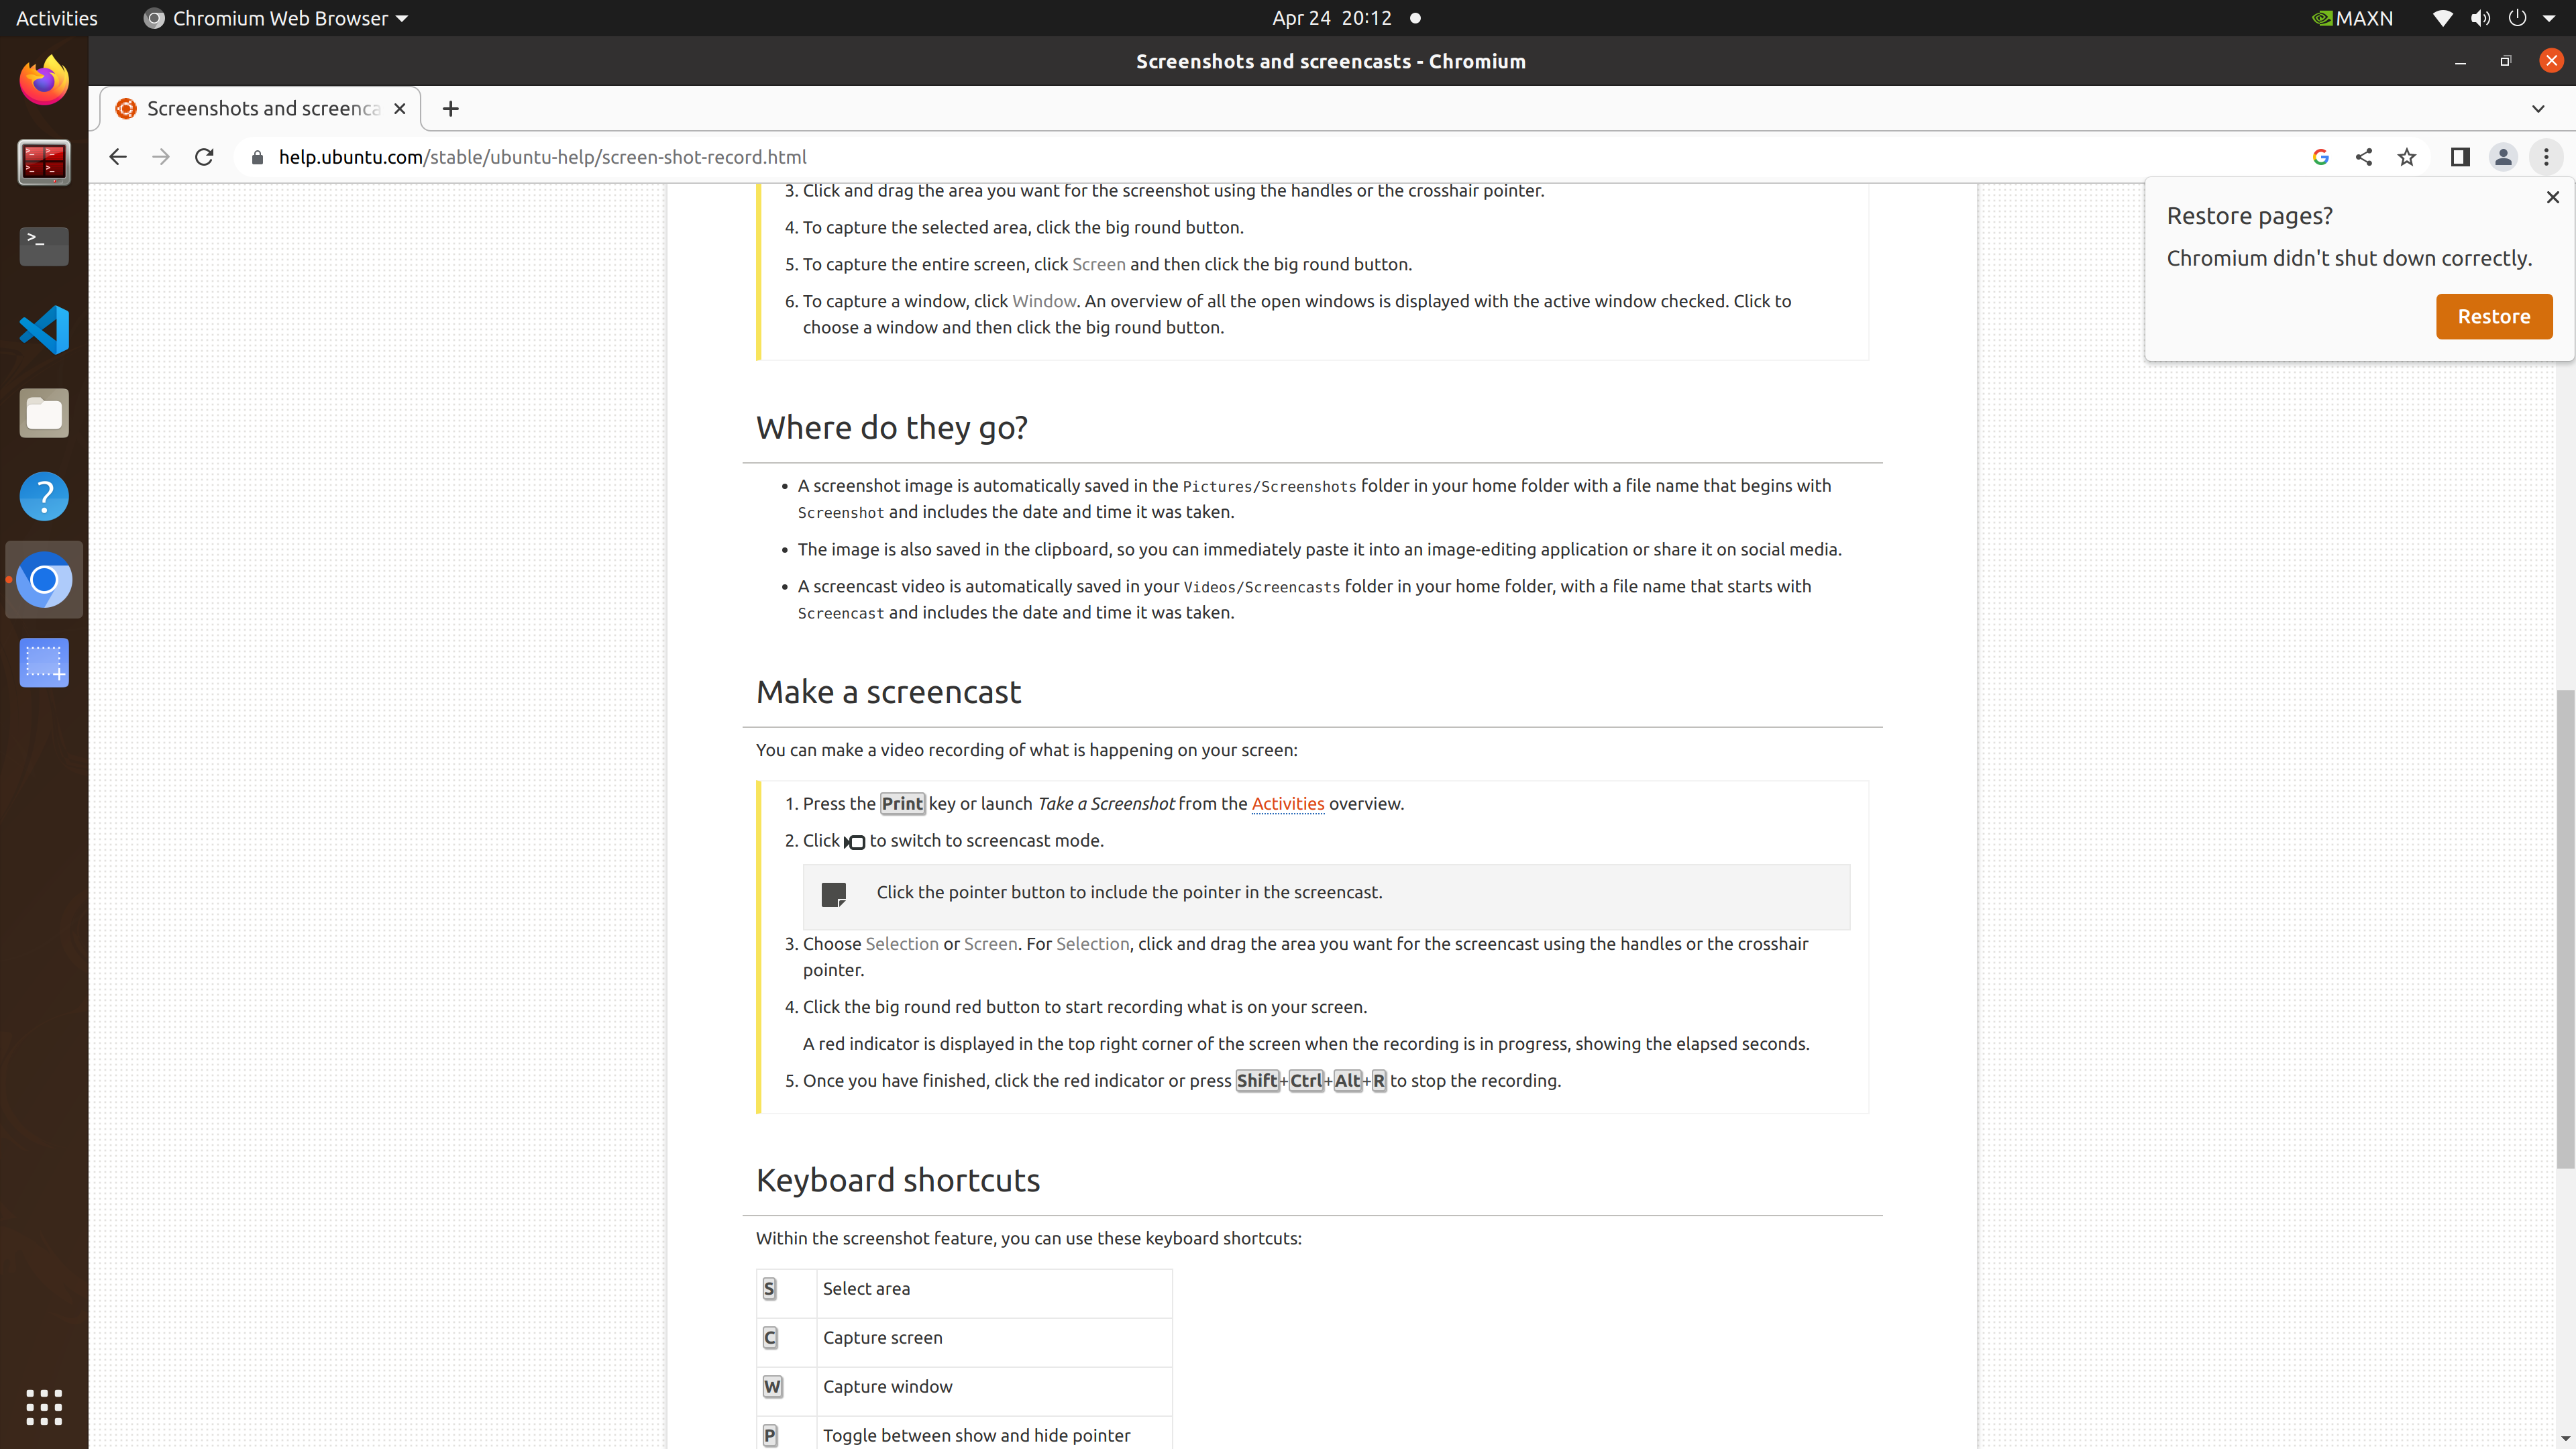 Activities
Chromium Web Browser
Apr 24 20:12
MAXN
Screenshots and screencasts - Chromium
Screenshots and screenca
help.ubuntu.com/stable/ubuntu-help/screen-shot-record.html
Restore pages?
Chromium didn't shut down correctly.
Restore
3. Click and drag the area you want for the screenshot using the handles or the crosshair pointer.
4. To capture the selected area, click the big round button.
5. To capture the entire screen, click Screen and then click the big round button.
6. To capture a window, click Window. An overview of all the open windows is displayed with the active window checked. Click to
choose a window and then click the big round button.
Where do they go?
• A screenshot image is automatically saved in the Pictures/Screenshots folder in your home folder with a file name that begins with
Screenshot and includes the date and time it was taken.
• The image is also saved in the clipboard, so you can immediately paste it into an image-editing application or share it on social media.
• A screencast video is automatically saved in your Videos/Screencasts folder in your home folder, with a file name that starts with
Screencast and includes the date and time it was taken.
Make a screencast
You can make a video recording of what is happening on your screen:
1. Press the Print key or launch Take a Screenshot from the Activities overview.
2. Click to switch to screencast mode.
Click the pointer button to include the pointer in the screencast.
3. Choose Selection or Screen. For Selection, click and drag the area you want for the screencast using the handles or the crosshair
pointer.
4. Click the big round red button to start recording what is on your screen.
A red indicator is displayed in the top right corner of the screen when the recording is in progress, showing the elapsed seconds.
5. Once you have finished, click the red indicator or press Shift+Ctrl+Alt+R to stop the recording.
Keyboard shortcuts
Within the screenshot feature, you can use these keyboard shortcuts:
S Select area
C Capture screen
W Capture window
P Toggle between show and hide pointer